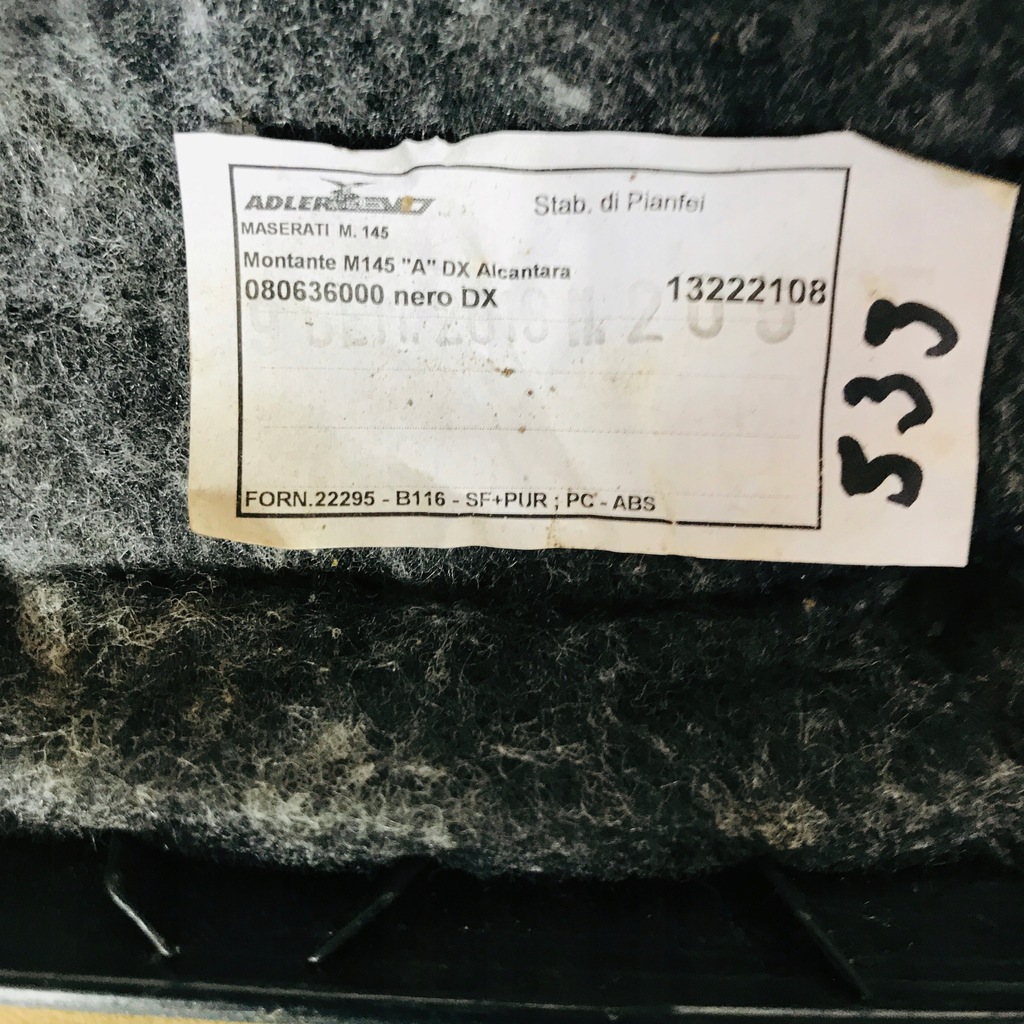 ADLER EVO Stab. di Pianfei
MASERATI M. 145
Montante M145 "A" DX Alcantara
080636000 nero DX 13222108
FORN.22295 - B116 - SF+PUR ; PC - ABS
533